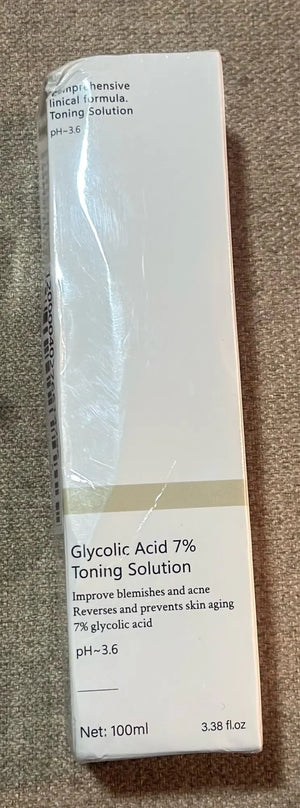 linical formula.
Toning Solution
pH~3.6
Glycolic Acid 7%
Toning Solution
Improve blemishes and acne
Reverses and prevents skin aging
7% glycolic acid
pH~3.6
Net: 100ml 3.38 fl.oz